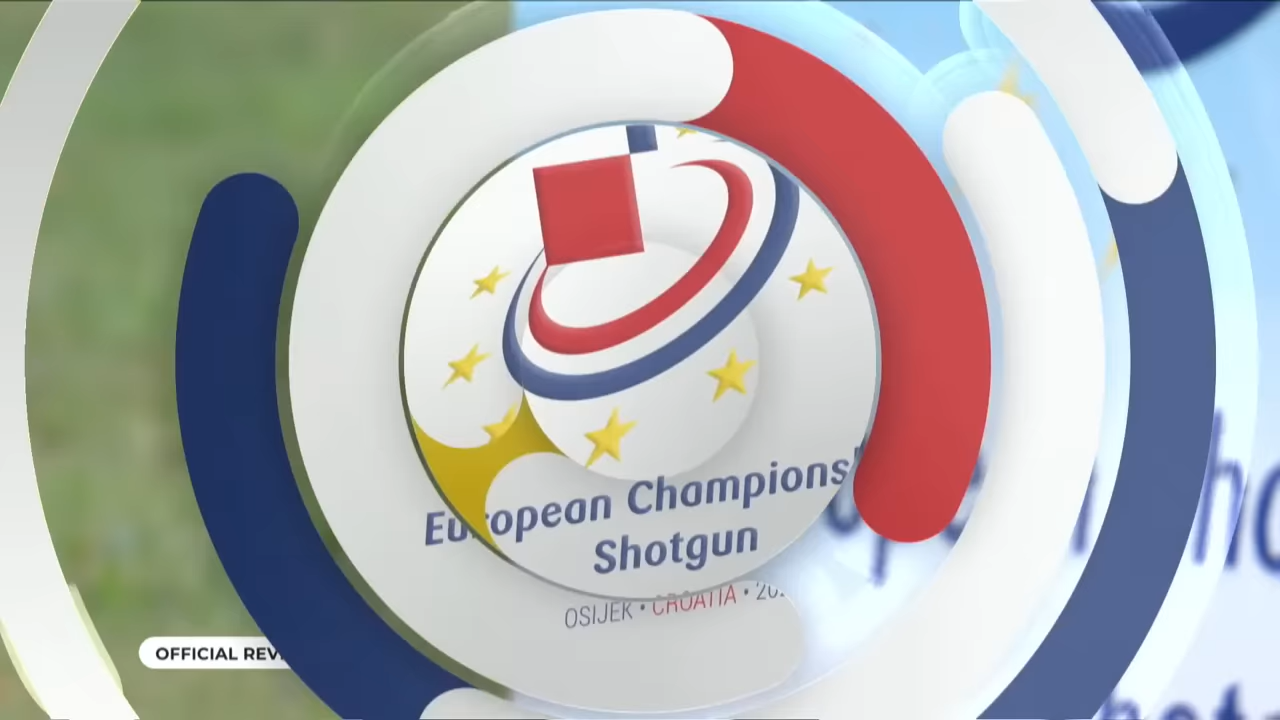 European Champions
Shotgun
OSIJEK • CROATIA • 20
OFFICIAL REV